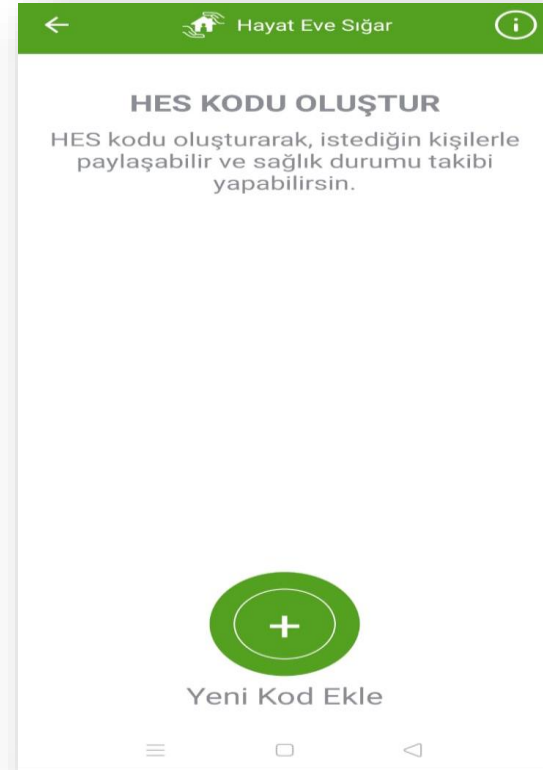 Hayat Eve Sığar
HES KODU OLUŞTUR
HES kodu oluşturarak, istediğin kişilerle
paylaşabilir ve sağlık durumu takibi
yapabilirsin.
Yeni Kod Ekle